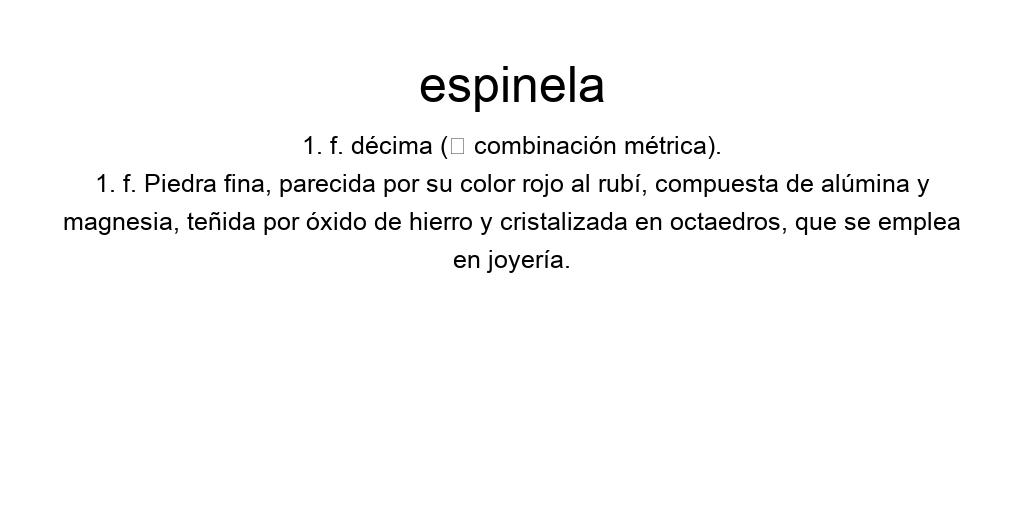 espinela
1. f. décima (▯ combinación métrica).
1. f. Piedra fina, parecida por su color rojo al rubí, compuesta de alúmina y
magnesia, teñida por óxido de hierro y cristalizada en octaedros, que se emplea
en joyería.